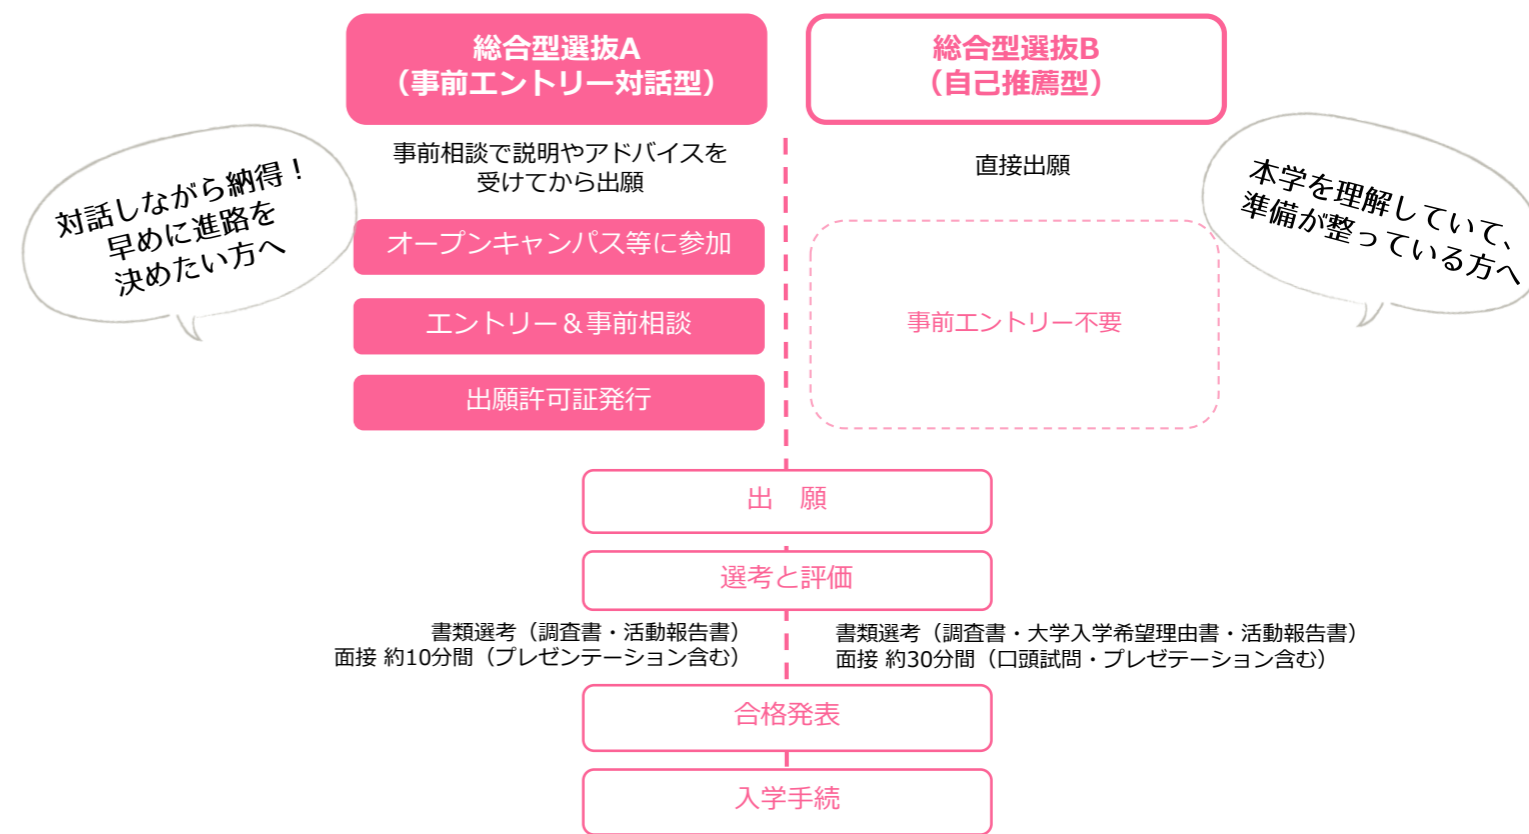 総合型選抜A
（事前エントリー対話型）
総合型選抜B
（自己推薦型）
対話しながら納得！
早めに進路を
決めたい方へ
事前相談で説明やアドバイスを
受けてから出願
直接出願
本学を理解していて、
準備が整っている方へ
オープンキャンパス等に参加
エントリー＆事前相談
出願許可証発行
事前エントリー不要
出　願
選考と評価
書類選考（調査書・活動報告書）
面接 約10分間（プレゼンテーション含む）
書類選考（調査書・大学入学希望理由書・活動報告書）
面接 約30分間（口頭試問・プレゼテーション含む）
合格発表
入学手続